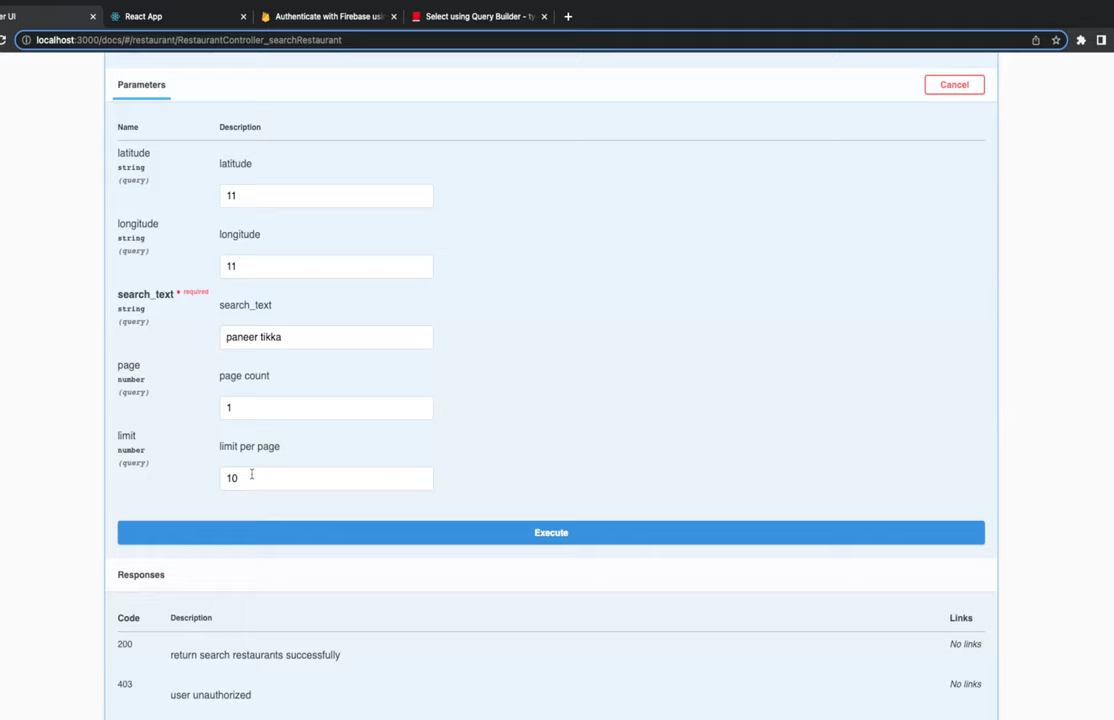 er UI
React App
Authenticate with Firebase usi
Select using Query Builder - ty
localhost:3000/docs/#/restaurant/RestaurantController_searchRestaurant
Parameters
Cancel
Name
Description
latitude
string
(query)
latitude
11
longitude
string
(query)
longitude
11
search_text * required
string
(query)
search_text
paneer tikka
page
number
(query)
page count
1
limit
number
(query)
limit per page
10
Execute
Responses
Code
Description
Links
200
return search restaurants successfully
No links
403
user unauthorized
No links